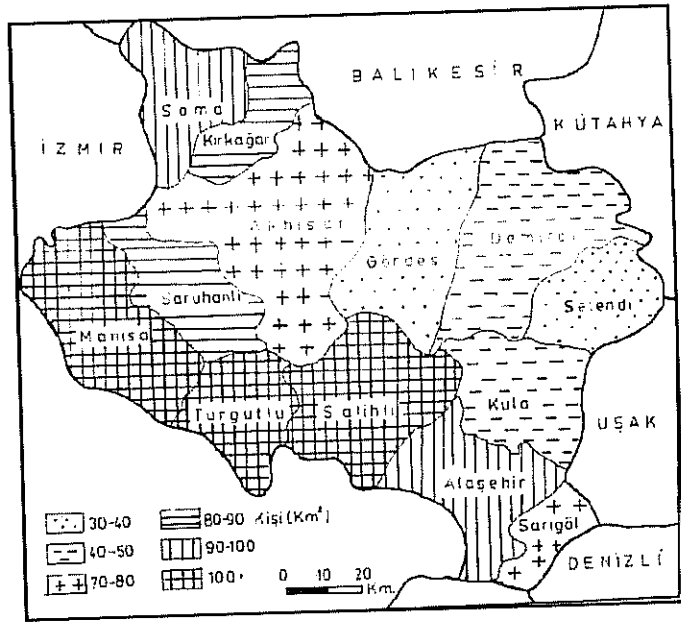 BALIKESİR
KÜTAHYA
İZMİR
Soma
Kırkağaç
Akhisar
Gördes
Demirci
Selendi
Saruhanlı
Manisa
Turgutlu
Salihli
Kula
UŞAK
Alaşehir
Sarıgöl
DENİZLİ
30-40
40-50
70-80
80-90 Kişi (Km²)
90-100
100+
0 10 20
Km.